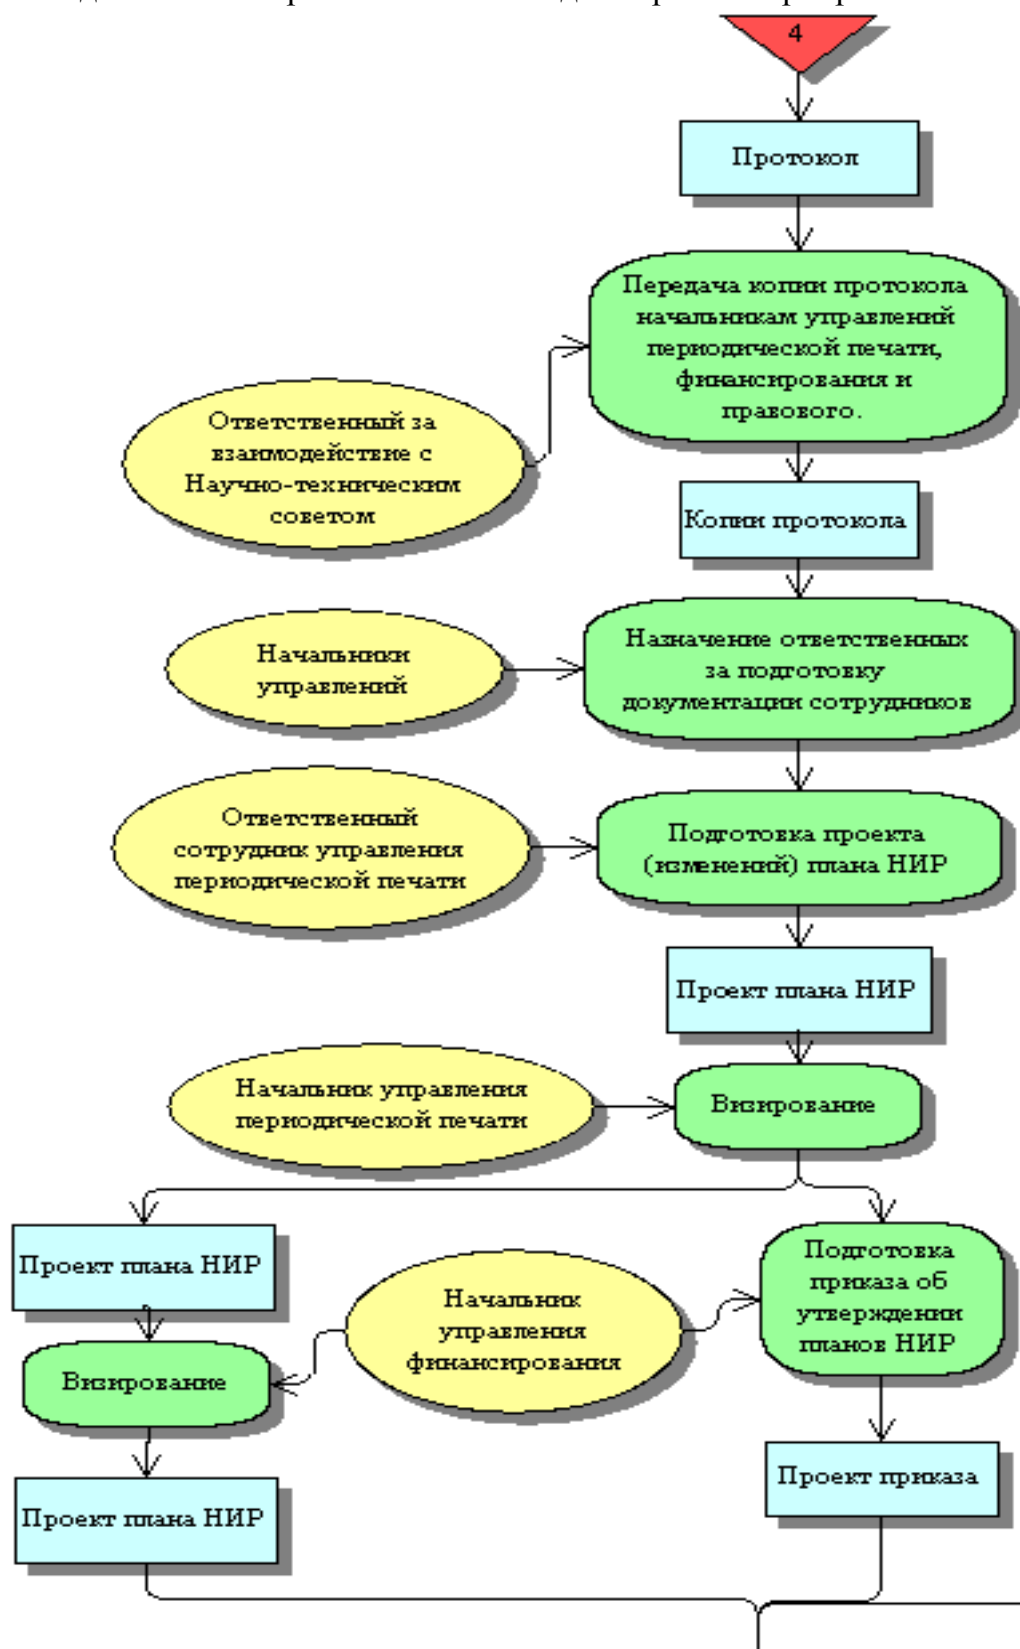 4
Протокол
Передача копии протокола
начальникам управлений
периодической печати,
финансирования и
правового.
Ответственный за
взаимодействие с
Научно-техническим
советом
Копии протокола
Начальники
управлений
Назначение ответственных
за подготовку
документации сотрудников
Ответственный
сотрудник управления
периодической печати
Подготовка проекта
(изменений) плана НИР
Проект плана НИР
Начальник управления
периодической печати
Визирование
Проект плана НИР
Подготовка
приказа об
утверждении
планов НИР
Начальник
управления
финансирования
Визирование
Проект приказа
Проект плана НИР